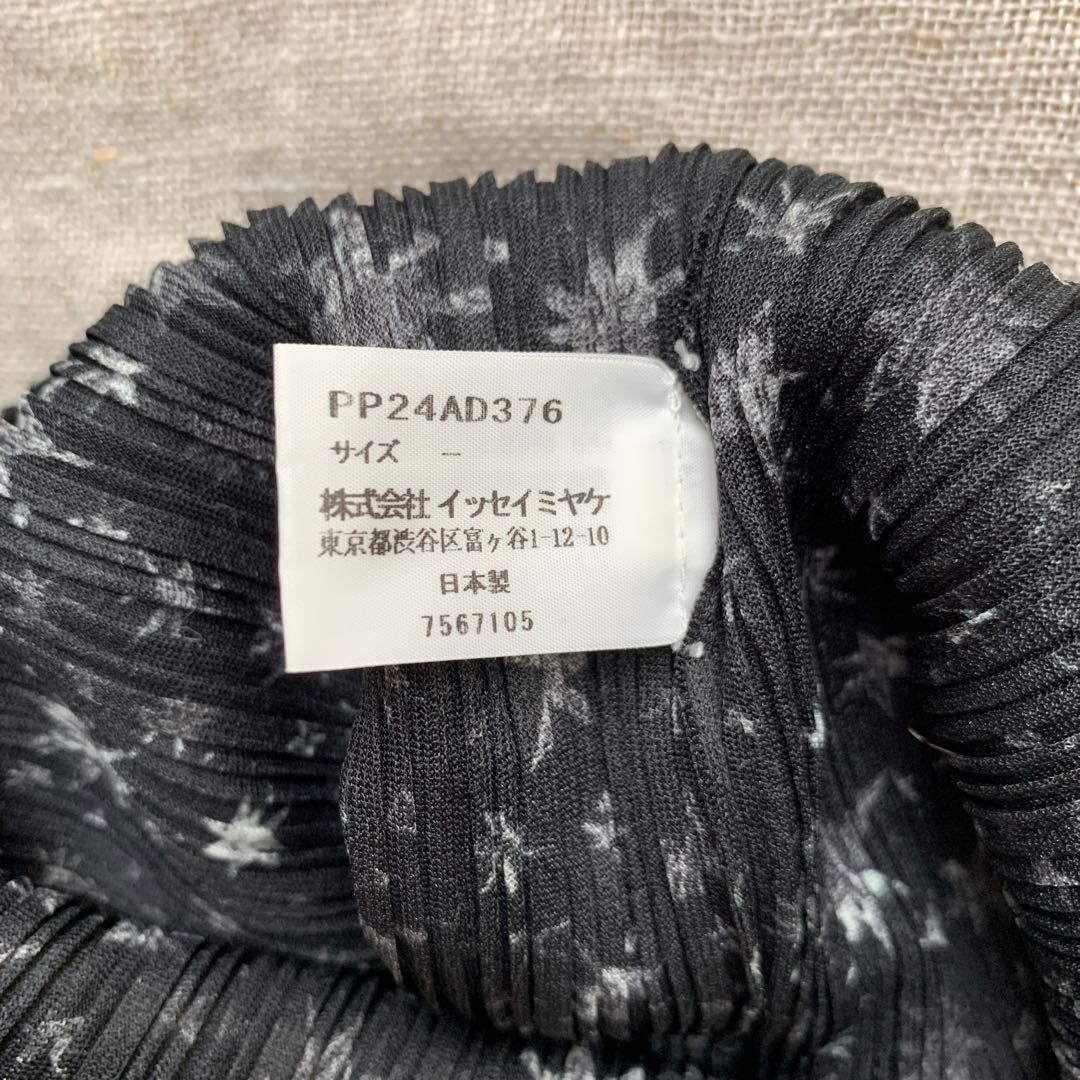 PP24AD376
サイズ －
株式会社 イッセイ ミヤケ
東京都渋谷区富ヶ谷1-12-10
日本製
7567105